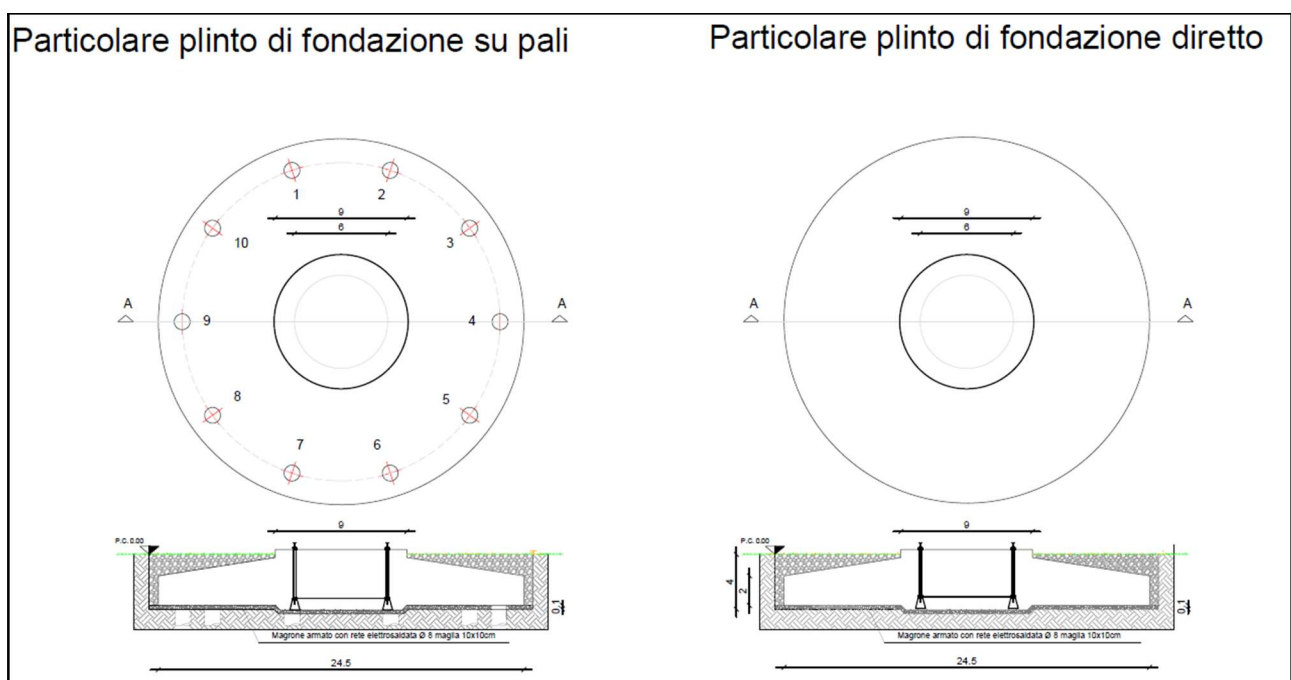 Particolare plinto di fondazione su pali
Particolare plinto di fondazione diretto
1
2
9
6
10
3
A
9
4
A
8
5
7
6
9
P.C. 0.00
0,1
Magrone armato con rete elettrosaldata Ø 8 maglia 10x10cm
24.5
9
6
A
A
9
P.C. 0.00
4
2
0,1
Magrone armato con rete elettrosaldata Ø 8 maglia 10x10cm
24.5